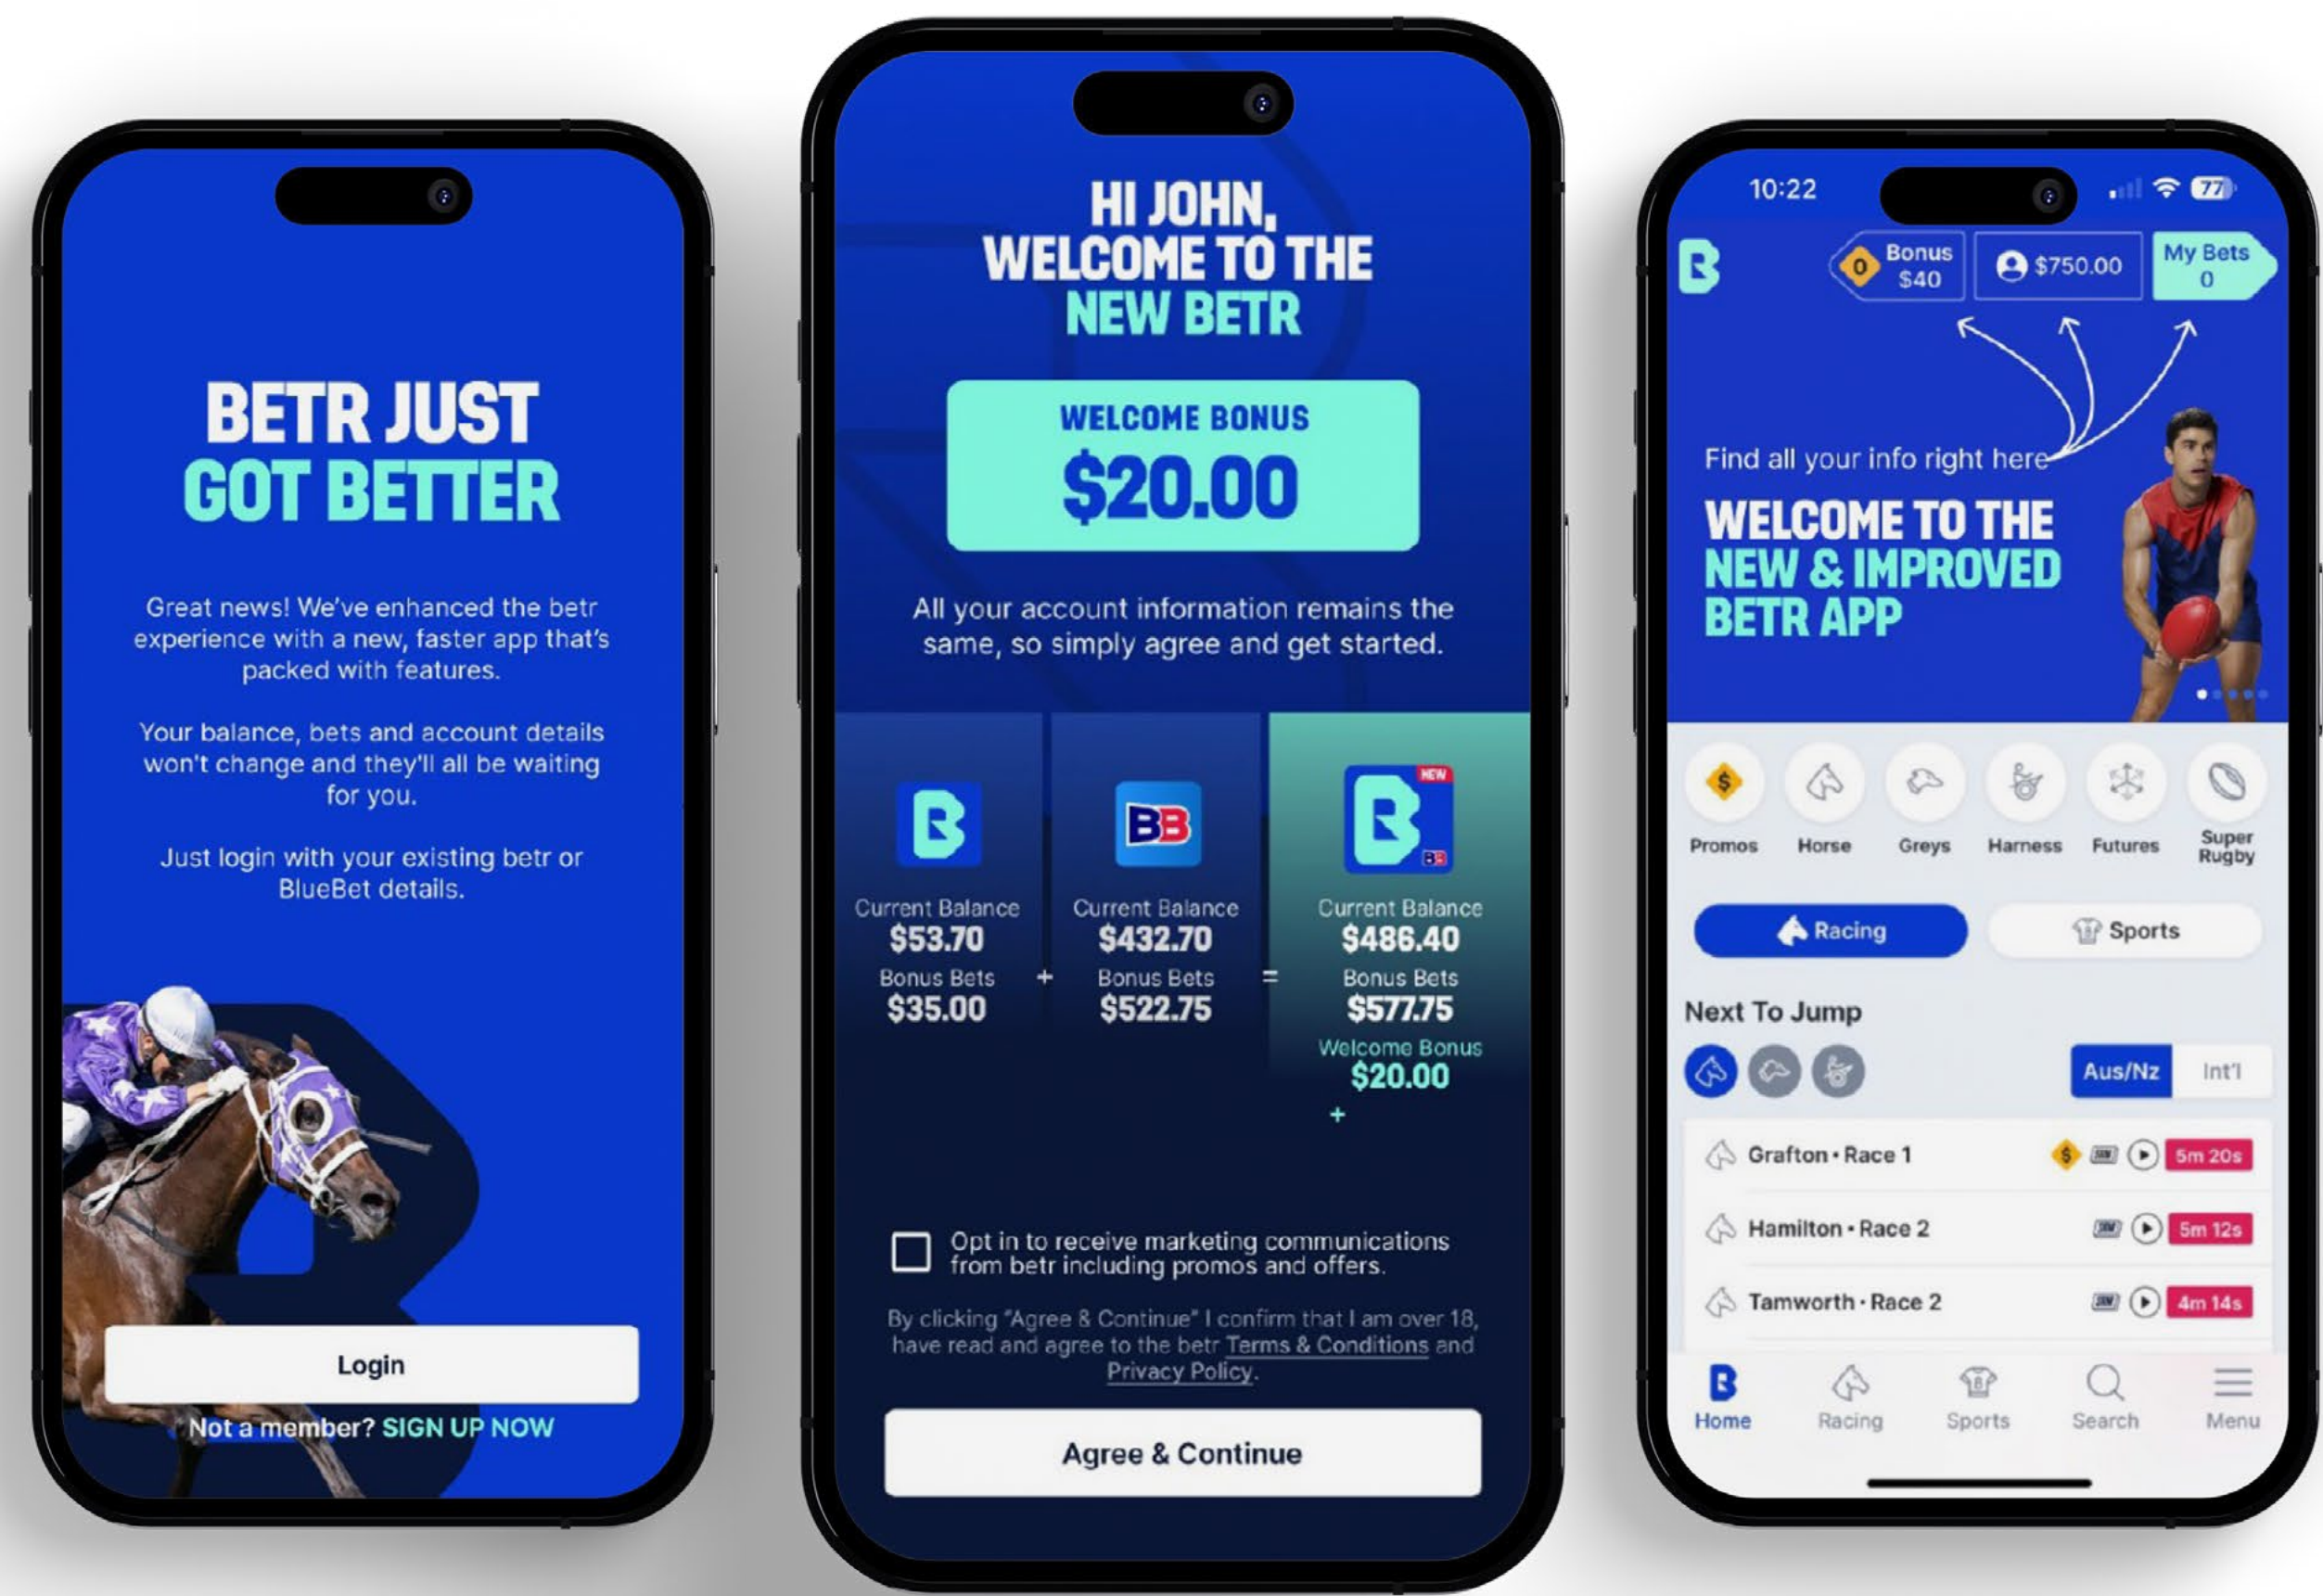 BETR JUST
GOT BETTER
Great news! We've enhanced the betr
experience with a new, faster app that's
packed with features.
Your balance, bets and account details
won't change and they'll all be waiting
for you.
Just login with your existing betr or
BlueBet details.
Login
Not a member? SIGN UP NOW
HI JOHN,
WELCOME TO THE
NEW BETR
WELCOME BONUS
$20.00
All your account information remains the
same, so simply agree and get started.
B
BB
NEW
B
BB
Current Balance
$53.70
Bonus Bets
$35.00
+
Current Balance
$432.70
Bonus Bets
$522.75
=
Current Balance
$486.40
Bonus Bets
$577.75
Welcome Bonus
$20.00
+
Opt in to receive marketing communications
from betr including promos and offers.
By clicking "Agree & Continue" I confirm that I am over 18,
have read and agree to the betr Terms & Conditions and
Privacy Policy.
Agree & Continue
10:22
77
B
0
Bonus
$40
$750.00
My Bets
0
Find all your info right here
WELCOME TO THE
NEW & IMPROVED
BETR APP
$
Promos
Horse
Greys
Harness
Futures
Super
Rugby
Racing
Sports
Next To Jump
Aus/Nz
Int'l
Grafton • Race 1
$
SRM
5m 20s
Hamilton • Race 2
SRM
5m 12s
Tamworth • Race 2
SRM
4m 14s
B
Home
Racing
Sports
Search
Menu